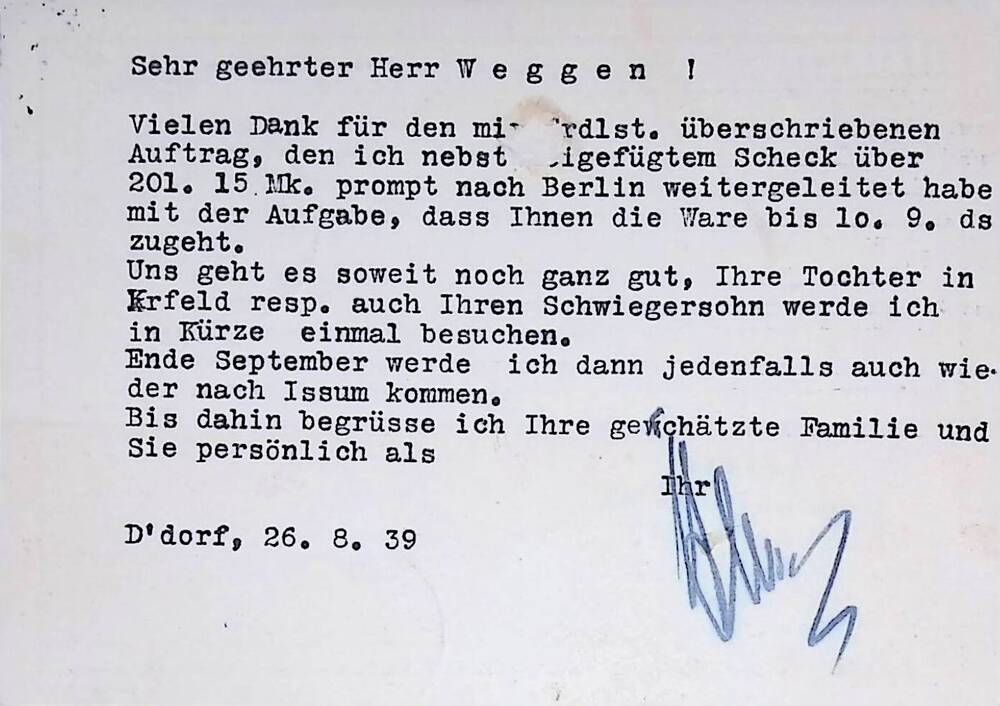 Sehr geehrter Herr W e g g e n !
Vielen Dank für den überschriebenen
Auftrag, den ich nebst Scheck über
201. 15 Mk. prompt nach Berlin weitergeleitet habe
mit der Aufgabe, dass Ihnen die Ware bis lo. 9. ds
zugeht.
Uns geht es soweit noch ganz gut, Ihre Tochter in
Krfeld resp. auch Ihren Schwiegersohn werde ich
in Kürze einmal besuchen.
Ende September werde ich dann jedenfalls auch wie-
der nach Issum kommen.
Bis dahin begrüsse ich Ihre geschätzte Familie und
Sie persönlich als
Ihr
D'dorf, 26. 8. 39